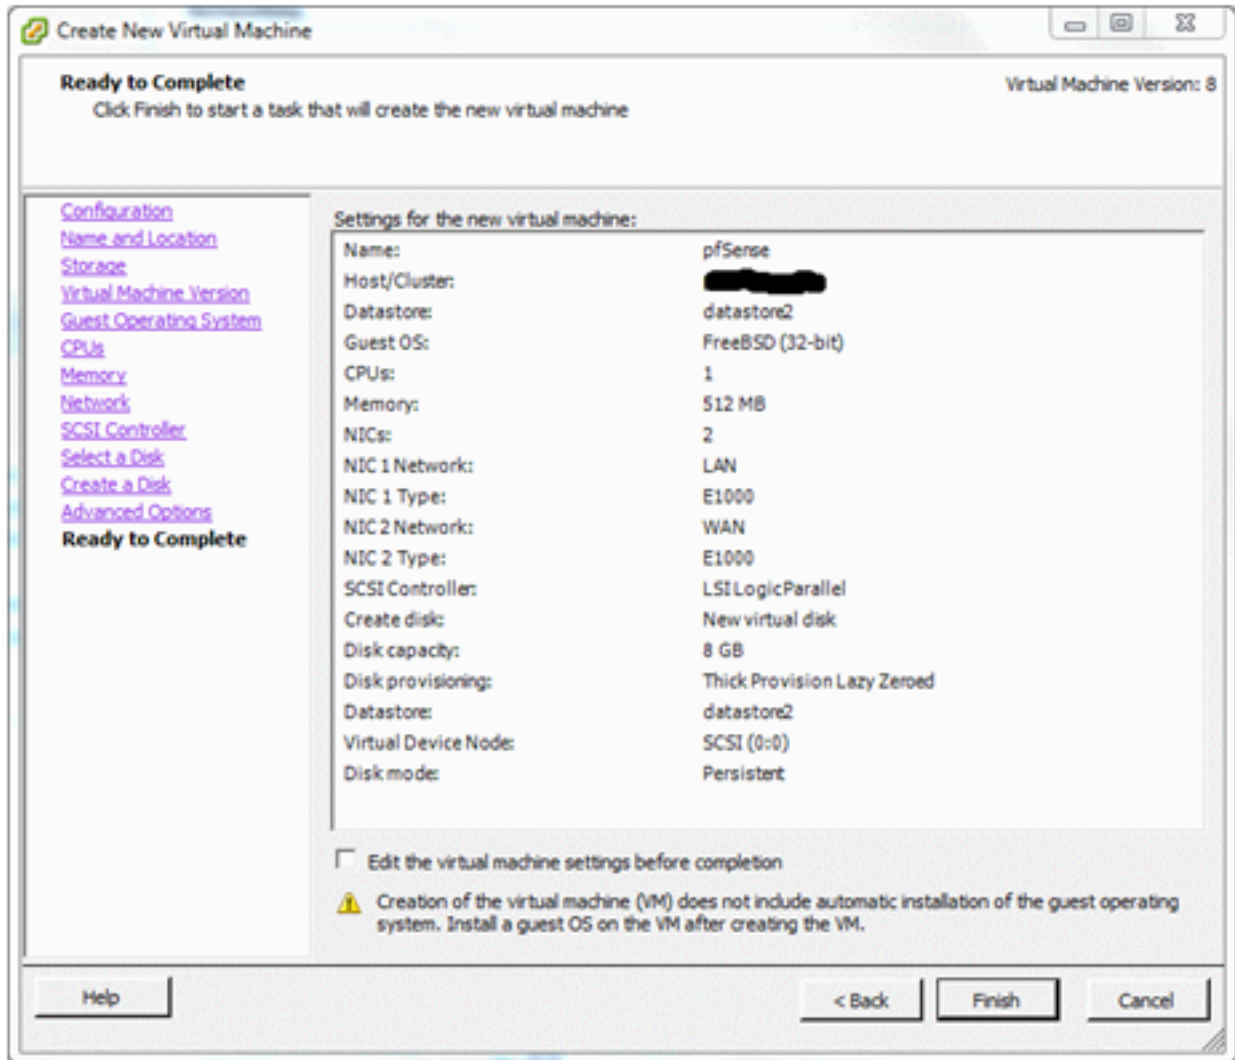 Create New Virtual Machine
Ready to Complete
Virtual Machine Version: 8
Click Finish to start a task that will create the new virtual machine
Configuration
Name and Location
Storage
Virtual Machine Version
Guest Operating System
CPUs
Memory
Network
SCSI Controller
Select a Disk
Create a Disk
Advanced Options
Ready to Complete
Settings for the new virtual machine:
Name: pfSense
Host/Cluster:
Datastore: datastore2
Guest OS: FreeBSD (32-bit)
CPUs: 1
Memory: 512 MB
NICs: 2
NIC 1 Network: LAN
NIC 1 Type: E1000
NIC 2 Network: WAN
NIC 2 Type: E1000
SCSI Controller: LSI Logic Parallel
Create disk: New virtual disk
Disk capacity: 8 GB
Disk provisioning: Thick Provision Lazy Zeroed
Datastore: datastore2
Virtual Device Node: SCSI (0:0)
Disk mode: Persistent
Edit the virtual machine settings before completion
Creation of the virtual machine (VM) does not include automatic installation of the guest operating
system. Install a guest OS on the VM after creating the VM.
Help
< Back
Finish
Cancel